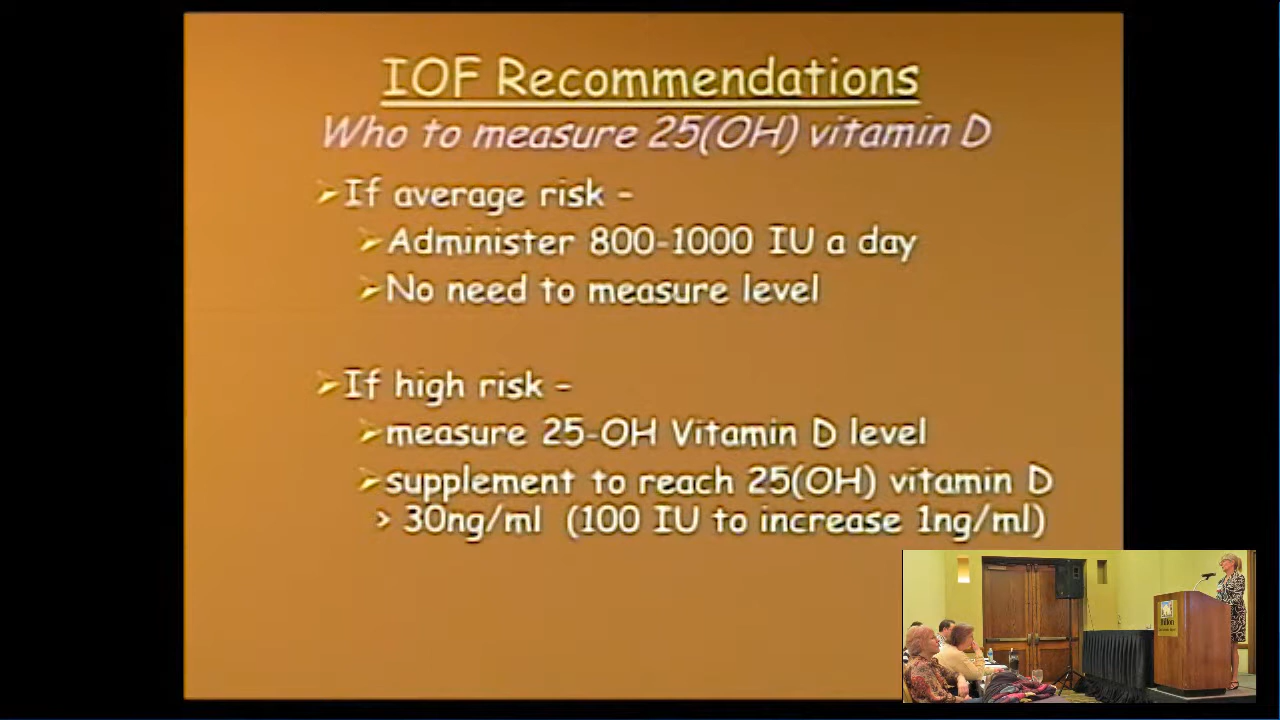 IOF Recommendations
Who to measure 25(OH) vitamin D
If average risk –
Administer 800-1000 IU a day
No need to measure level
If high risk –
measure 25-OH Vitamin D level
supplement to reach 25(OH) vitamin D
> 30ng/ml (100 IU to increase 1ng/ml)
Hilton